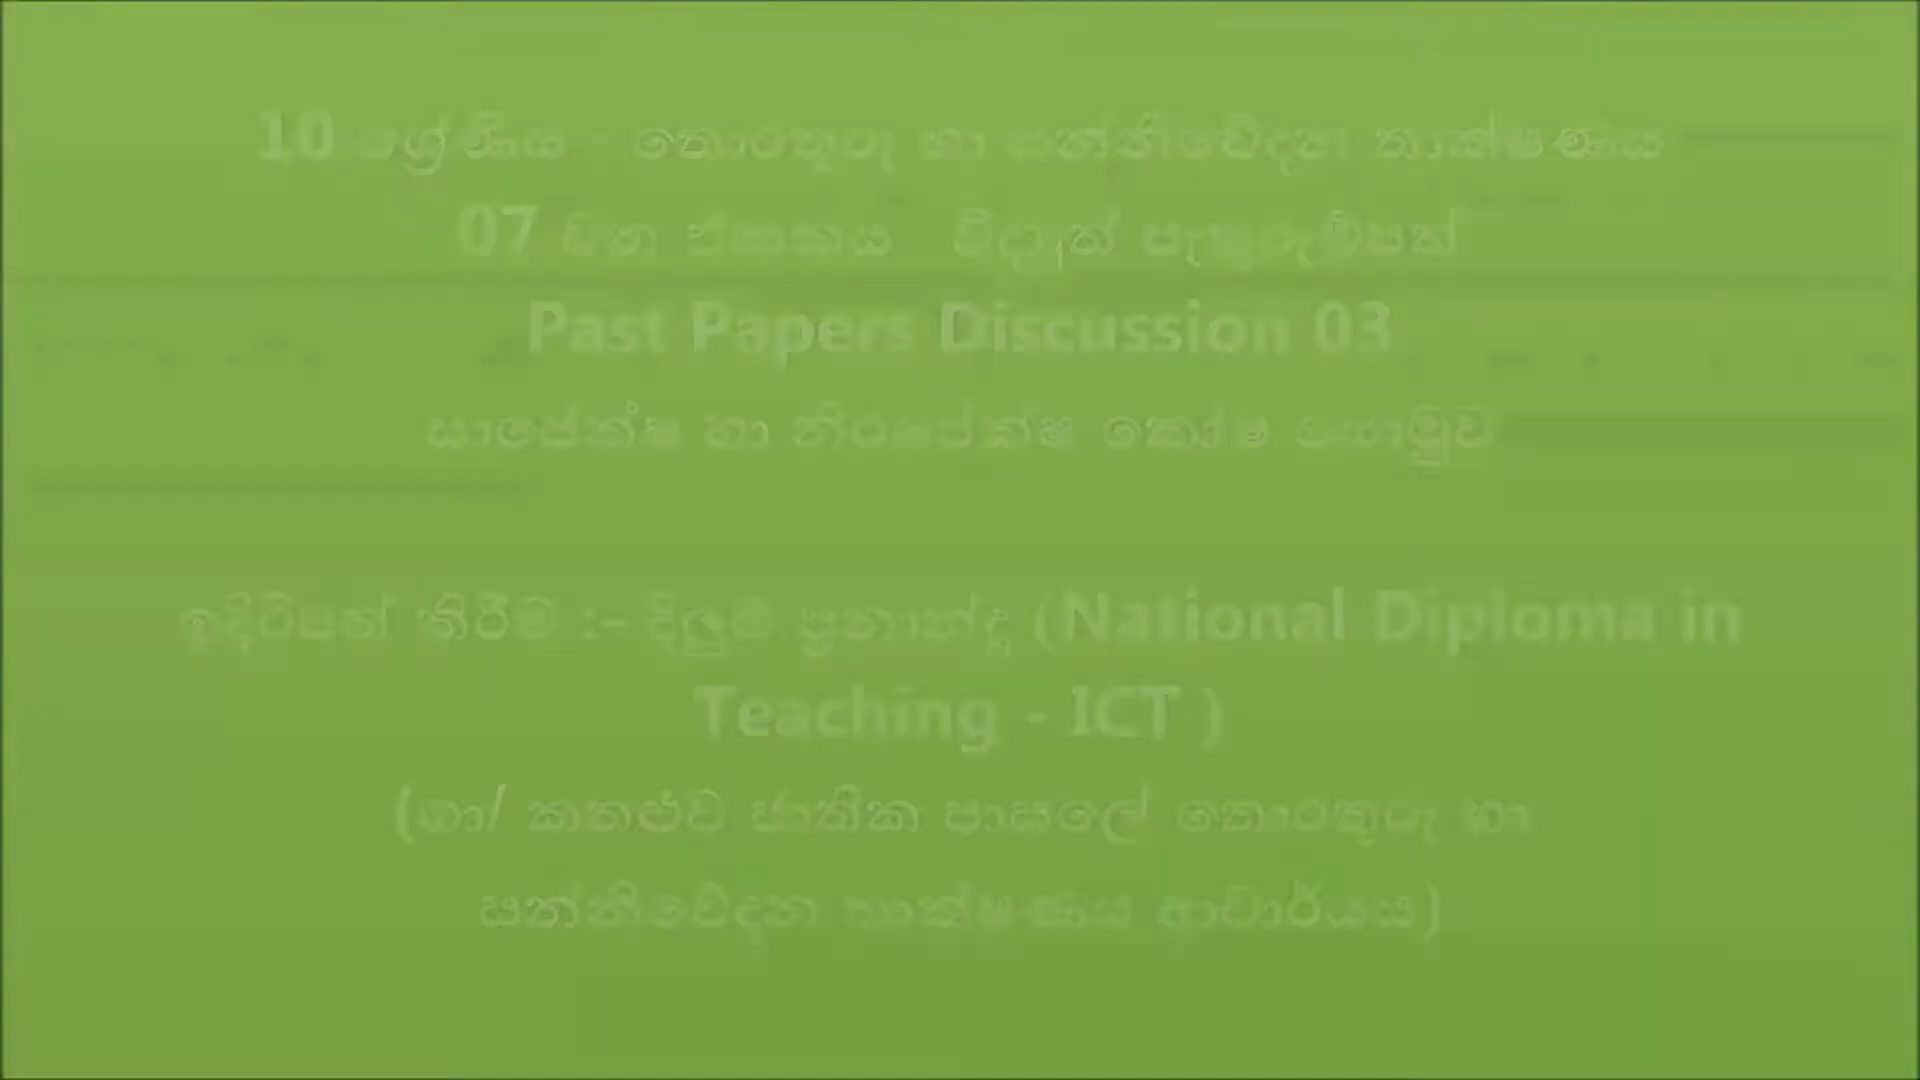 10 ශ්‍රේණිය - තොරතුරු හා සන්නිවේදන තාක්ෂණය
07 වන ඒකකය විද්‍යුත් පැතුරුම්පත්
Past Papers Discussion 03
සාපේක්ෂ හා නිරපේක්ෂ කෝෂ යොමුව
ඉදිරිපත් කිරීම :- දිලුම් ප්‍රනාන්දු (National Diploma in
Teaching - ICT )
(ගා/ කතළුව ජාතික පාසලේ තොරතුරු හා
සන්නිවේදන තාක්ෂණය ආචාර්යය)